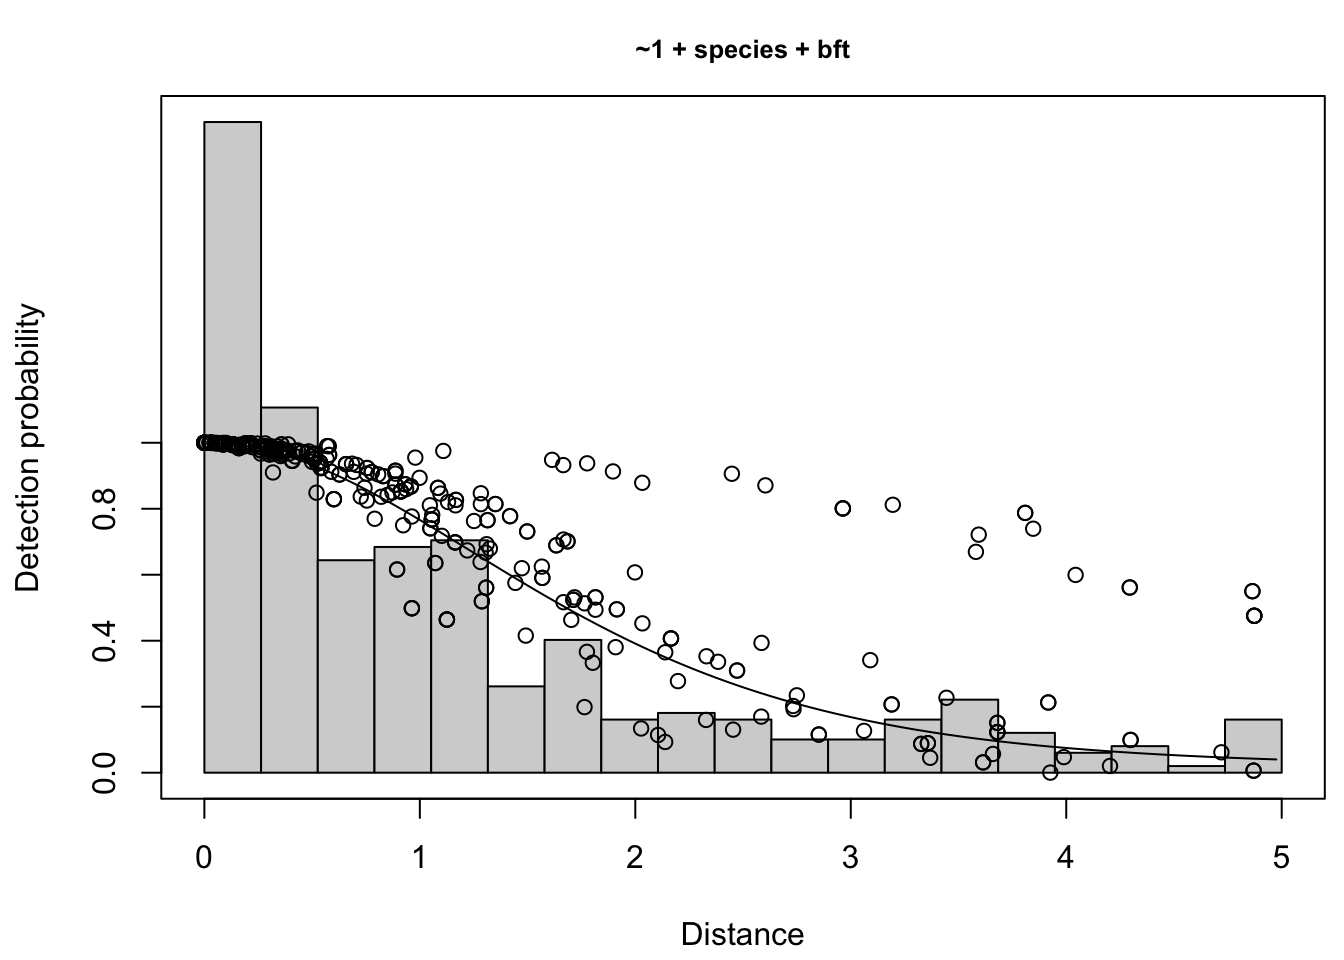 ~1 + species + bft
Detection probability
0.8
0.4
0.0
0 1 2 3 4 5
Distance